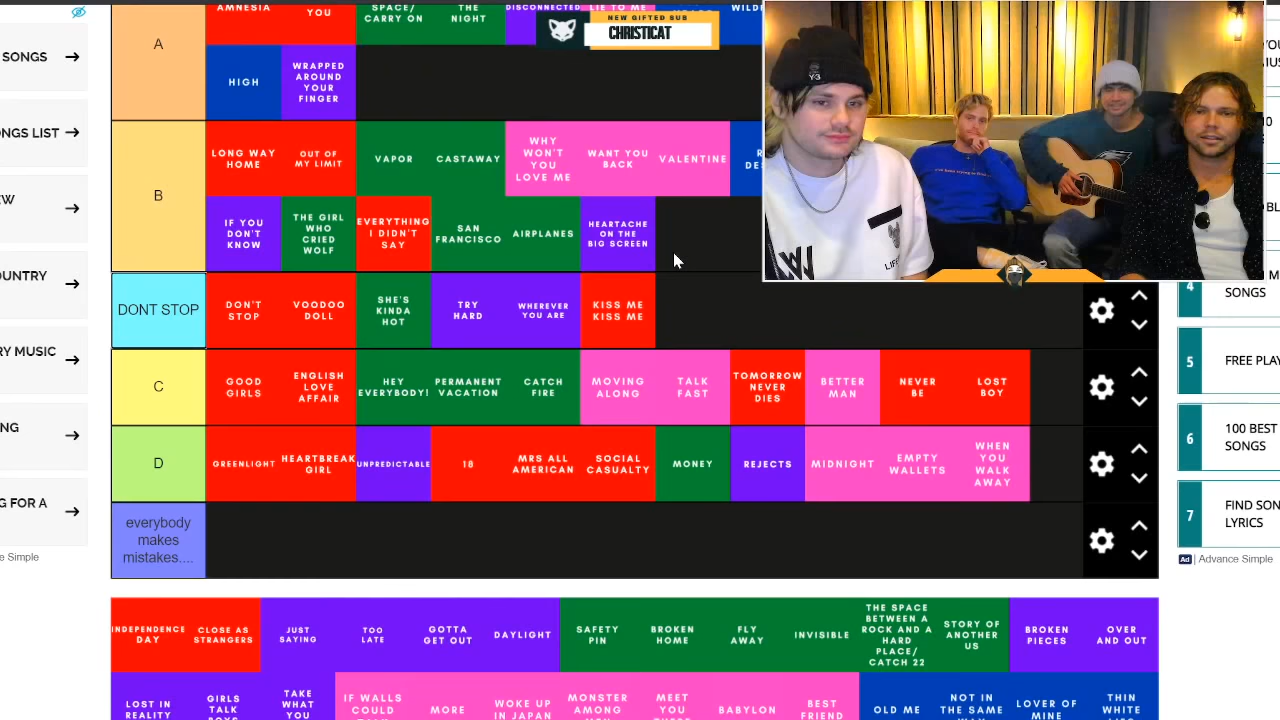 SONGS
NGS LIST
EW
OUNTRY
RY MUSIC
NG
G FOR A
e Simple
A
AMNESIA
YOU
SPACE/
CARRY ON
THE
NIGHT
DISCONNECTED
LIE TO ME
WILD
NEW GIFTED SUB
CHRISTICAT
HIGH
WRAPPED
AROUND
YOUR
FINGER
B
LONG WAY
HOME
OUT OF
MY LIMIT
VAPOR
CASTAWAY
WHY
WON'T
YOU
LOVE ME
WANT YOU
BACK
VALENTINE
R
DE
IF YOU
DON'T
KNOW
THE GIRL
WHO
CRIED
WOLF
EVERYTHING
I DIDN'T
SAY
SAN
FRANCISCO
AIRPLANES
HEARTACHE
ON THE
BIG SCREEN
Y-3
LIFE
DONT STOP
DON'T
STOP
VOODOO
DOLL
SHE'S
KINDA
HOT
TRY
HARD
WHEREVER
YOU ARE
KISS ME
KISS ME
C
GOOD
GIRLS
ENGLISH
LOVE
AFFAIR
HEY
EVERYBODY!
PERMANENT
VACATION
CATCH
FIRE
MOVING
ALONG
TALK
FAST
TOMORROW
NEVER
DIES
BETTER
MAN
NEVER
BE
LOST
BOY
D
GREENLIGHT
HEARTBREAK
GIRL
UNPREDICTABLE
18
MRS ALL
AMERICAN
SOCIAL
CASUALTY
MONEY
REJECTS
MIDNIGHT
EMPTY
WALLETS
WHEN
YOU
WALK
AWAY
everybody
makes
mistakes....
INDEPENDENCE
DAY
CLOSE AS
STRANGERS
JUST
SAYING
TOO
LATE
GOTTA
GET OUT
DAYLIGHT
SAFETY
PIN
BROKEN
HOME
FLY
AWAY
INVISIBLE
THE SPACE
BETWEEN A
ROCK AND A
HARD
PLACE/
CATCH 22
STORY OF
ANOTHER
US
BROKEN
PIECES
OVER
AND OUT
LOST IN
REALITY
GIRLS
TALK
BOYS
TAKE
WHAT
YOU
IF WALLS
COULD
MORE
WOKE UP
IN JAPAN
MONSTER
AMONG
MEET
YOU
BABYLON
BEST
FRIEND
OLD ME
NOT IN
THE SAME
LOVER OF
MINE
THIN
WHITE
4
SONGS
5
FREE PLAY
6
100 BEST
SONGS
7
FIND SON
LYRICS
Ad | Advance Simple